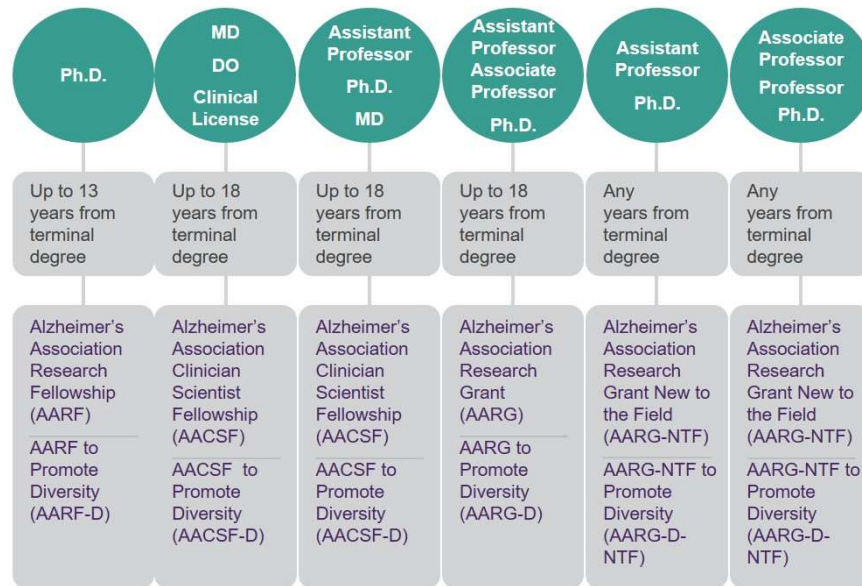 Ph.D.
MD
DO
Clinical
License
Assistant
Professor
Ph.D.
MD
Assistant
Professor
Associate
Professor
Ph.D.
Assistant
Professor
Ph.D.
Associate
Professor
Professor
Ph.D.
Up to 13
years from
terminal
degree
Up to 18
years from
terminal
degree
Up to 18
years from
terminal
degree
Up to 18
years from
terminal
degree
Any
years from
terminal
degree
Any
years from
terminal
degree
Alzheimer’s
Association
Research
Fellowship
(AARF)
AARF to
Promote
Diversity
(AARF-D)
Alzheimer’s
Association
Clinician
Scientist
Fellowship
(AACSF)
AACSF to
Promote
Diversity
(AACSF-D)
Alzheimer’s
Association
Clinician
Scientist
Fellowship
(AACSF)
AACSF to
Promote
Diversity
(AACSF-D)
Alzheimer’s
Association
Research
Grant
(AARG)
AARG to
Promote
Diversity
(AARG-D)
Alzheimer’s
Association
Research
Grant New to
the Field
(AARG-NTF)
AARG-NTF to
Promote
Diversity
(AARG-D-
NTF)
Alzheimer’s
Association
Research
Grant New to
the Field
(AARG-NTF)
AARG-NTF to
Promote
Diversity
(AARG-D-
NTF)